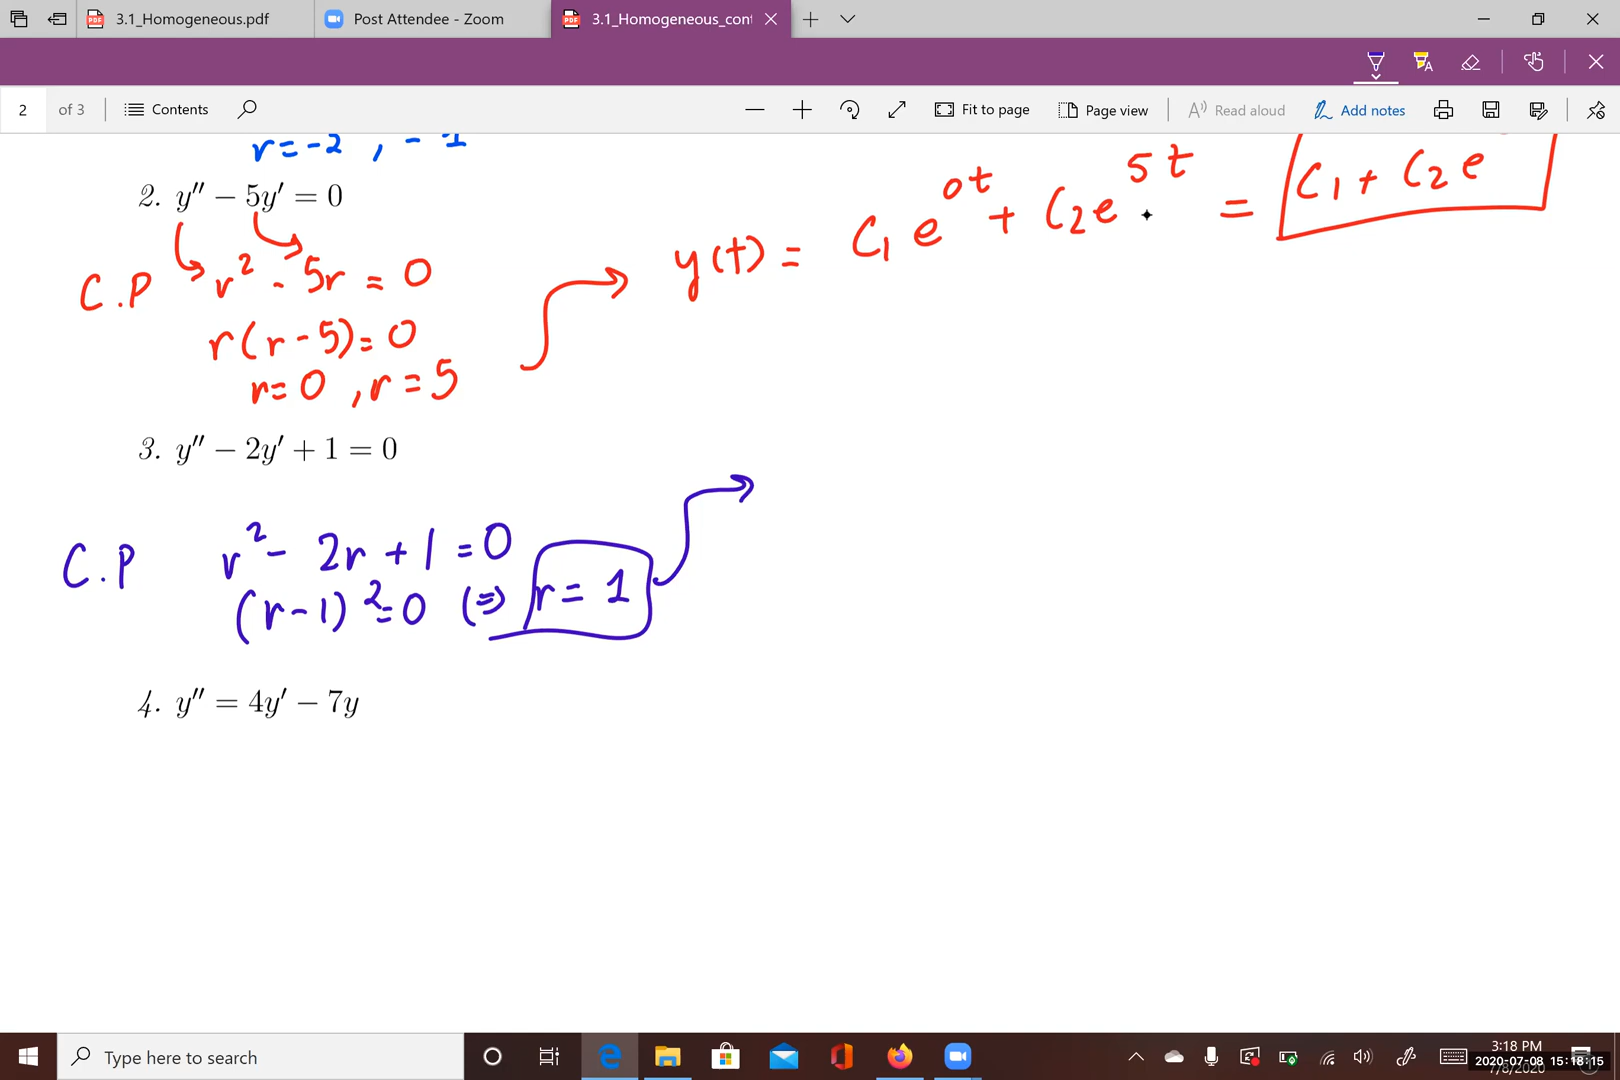 3.1_Homogeneous.pdf
Post Attendee - Zoom
3.1_Homogeneous_cont
2 of 3
Contents
Fit to page
Page view
Read aloud
Add notes
r = -2 , -1
2. y″ − 5y′ = 0
C.P r² - 5r = 0
r(r-5) = 0
r = 0 , r = 5
y(t) = C₁ e^{0t} + C₂ e^{5t} = C₁ + C₂ e
3. y″ − 2y′ + 1 = 0
C.P r² - 2r + 1 = 0
(r-1)² = 0 (=) r = 1
4. y″ = 4y′ − 7y
Type here to search
3:18 PM
2020-07-08 15:18:15
7/8/2020